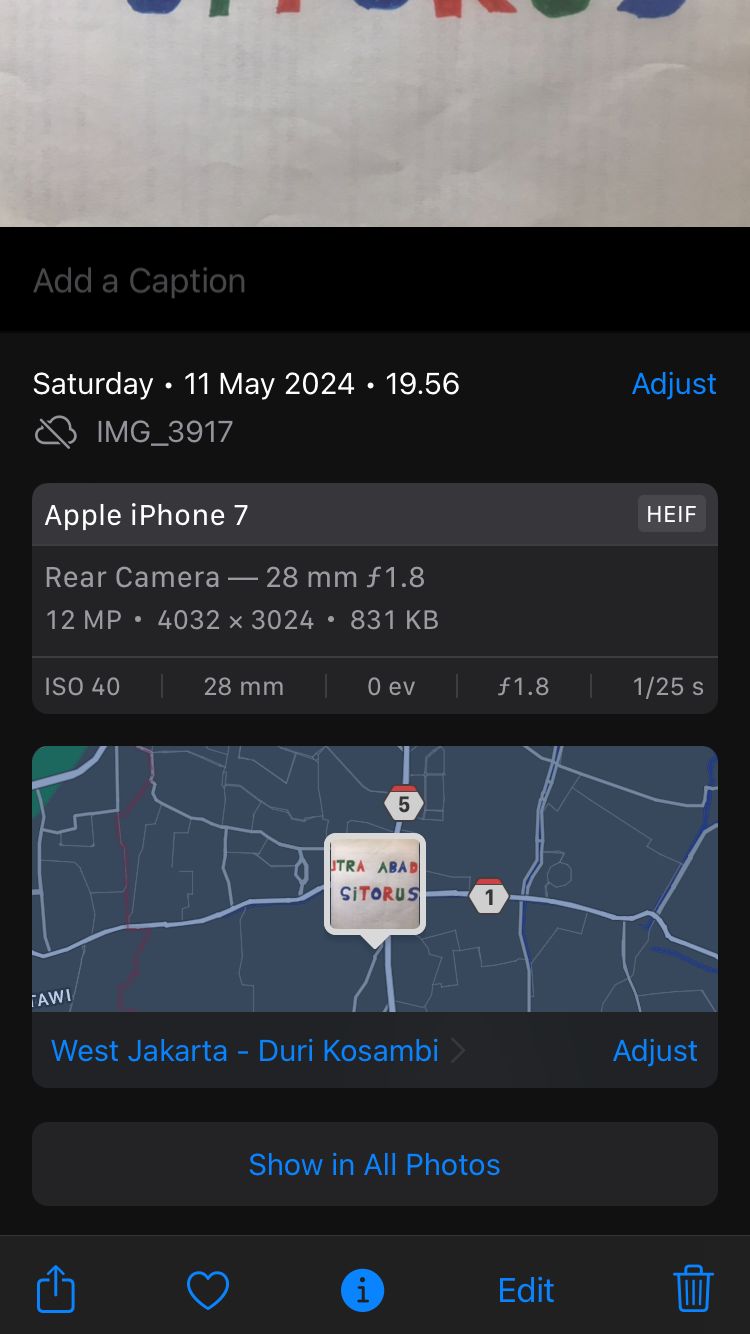 SITORUS
Add a Caption
Saturday • 11 May 2024 • 19.56
Adjust
IMG_3917
Apple iPhone 7
HEIF
Rear Camera — 28 mm ƒ1.8
12 MP • 4032 × 3024 • 831 KB
ISO 40 | 28 mm | 0 ev | ƒ1.8 | 1/25 s
5
UTRA ABAD
SiTORUS
1
TAWI
West Jakarta - Duri Kosambi
Adjust
Show in All Photos
Edit